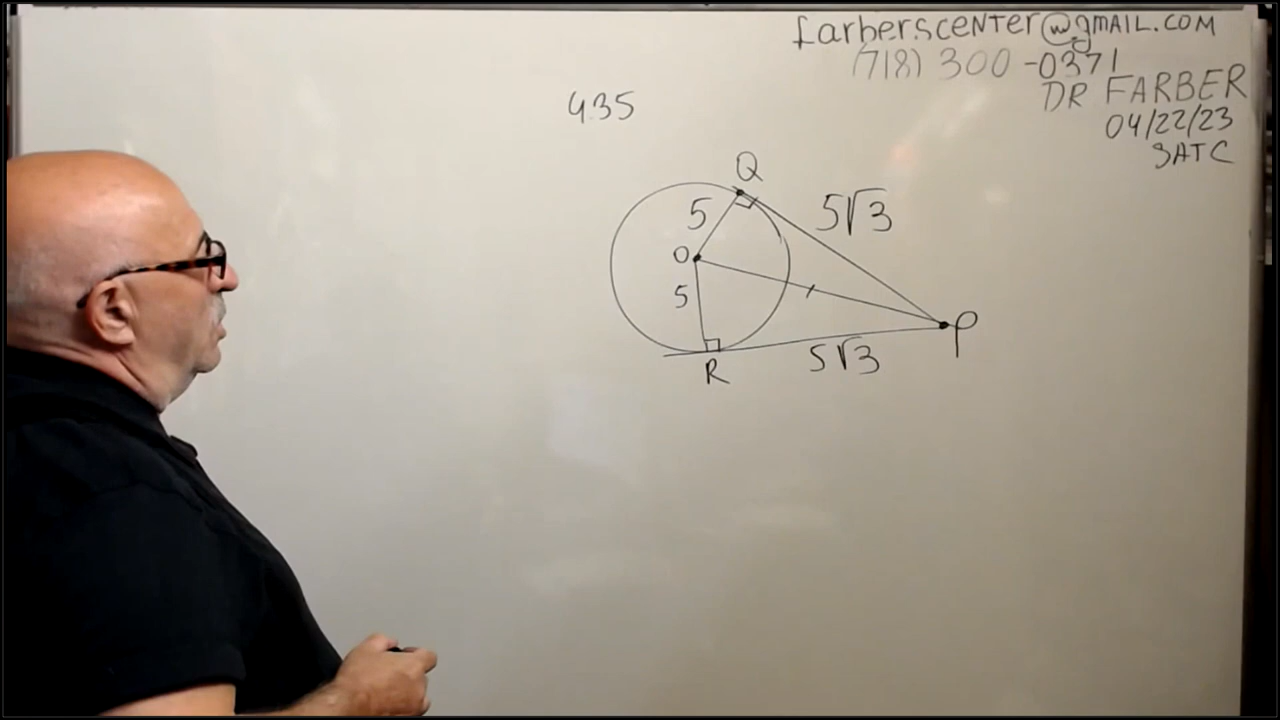 farberscenter@gmail.com
(718) 300-0371
DR FARBER
04/22/23
SATC
435
Q
5
5√3
O
5
P
5√3
R